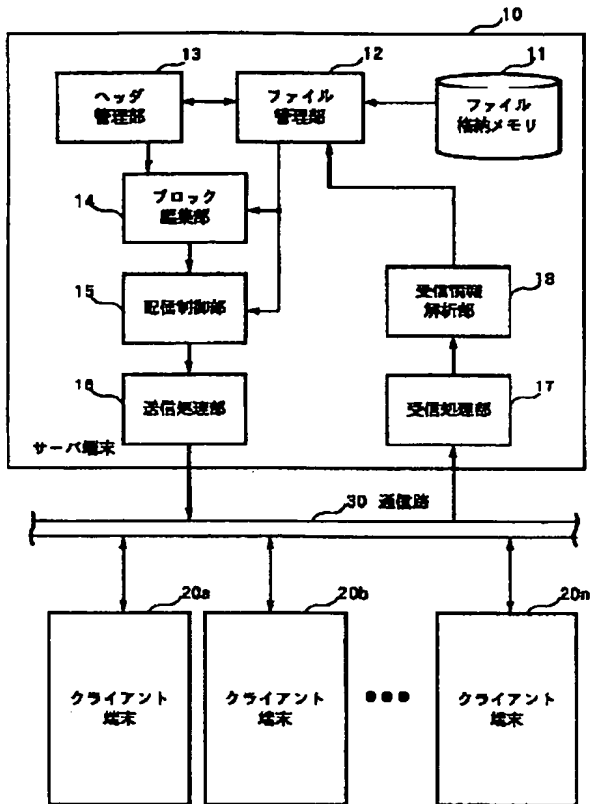 10
13
12
11
ヘッダ
管理部
ファイル
管理部
ファイル
格納メモリ
14
ブロック
編集部
15
配信制御部
受信情報
解析部
18
16
送信処理部
受信処理部
17
サーバ端末
30 通信路
20a
20b
20n
クライアント
端末
クライアント
端末
●●●
クライアント
端末